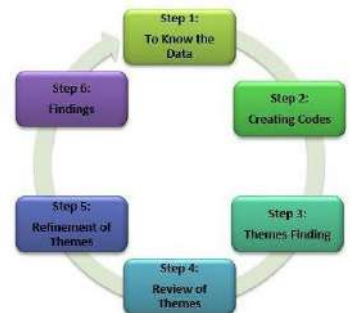 Step 1:
To Know the
Data
Step 2:
Creating Codes
Step 3:
Themes Finding
Step 4:
Review of
Themes
Step 5:
Refinement of
Themes
Step 6:
Findings